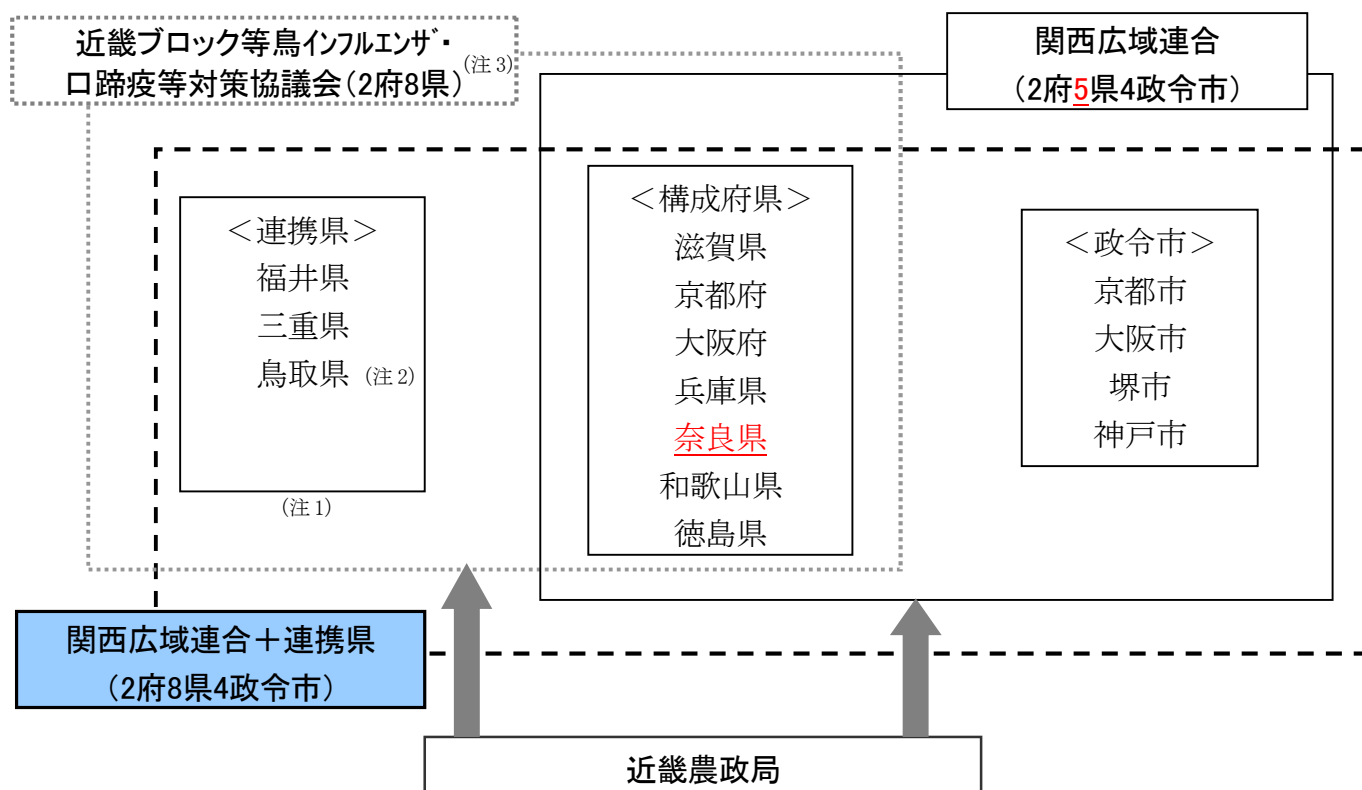 近畿ブロック等鳥インフルエンザ・
口蹄疫等対策協議会(2府8県)(注3)
関西広域連合
(2府5県4政令市)
＜連携県＞
福井県
三重県
鳥取県 (注2)
(注1)
＜構成府県＞
滋賀県
京都府
大阪府
兵庫県
奈良県
和歌山県
徳島県
＜政令市＞
京都市
大阪市
堺市
神戸市
関西広域連合＋連携県
(2府8県4政令市)
近畿農政局